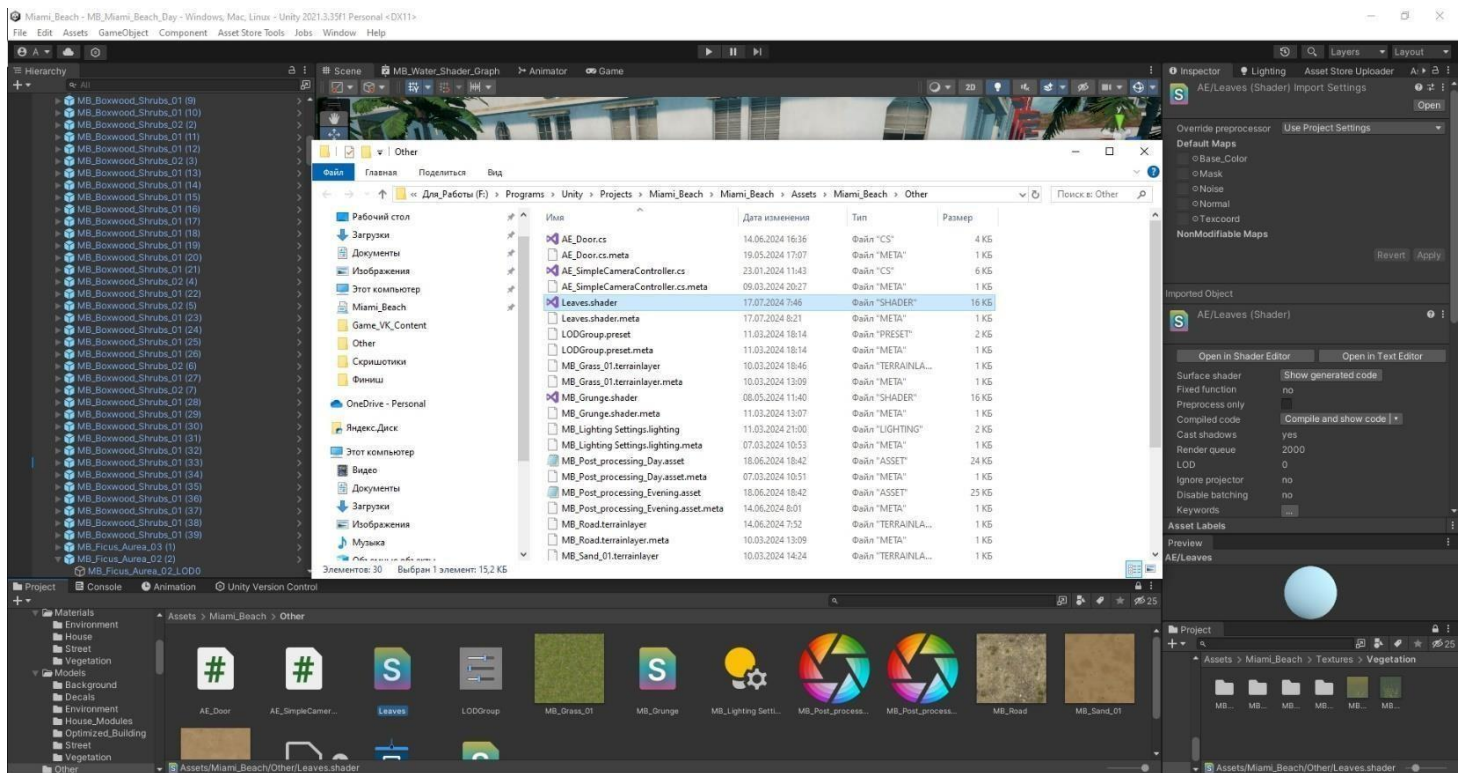 Miami_Beach - MB_Miami_Beach_Day - Windows, Mac, Linux - Unity 2021.3.35f1 Personal <DX11>
File Edit Assets GameObject Component Asset Store Tools Jobs Window Help
A
Layers Layout
Hierarchy
All
MB_Boxwood_Shrubs_01 (9)
MB_Boxwood_Shrubs_01 (10)
MB_Boxwood_Shrubs_02 (2)
MB_Boxwood_Shrubs_01 (11)
MB_Boxwood_Shrubs_01 (12)
MB_Boxwood_Shrubs_02 (3)
MB_Boxwood_Shrubs_01 (13)
MB_Boxwood_Shrubs_01 (14)
MB_Boxwood_Shrubs_01 (15)
MB_Boxwood_Shrubs_01 (16)
MB_Boxwood_Shrubs_01 (17)
MB_Boxwood_Shrubs_01 (18)
MB_Boxwood_Shrubs_01 (19)
MB_Boxwood_Shrubs_01 (20)
MB_Boxwood_Shrubs_01 (21)
MB_Boxwood_Shrubs_02 (4)
MB_Boxwood_Shrubs_01 (22)
MB_Boxwood_Shrubs_02 (5)
MB_Boxwood_Shrubs_01 (23)
MB_Boxwood_Shrubs_01 (24)
MB_Boxwood_Shrubs_01 (25)
MB_Boxwood_Shrubs_01 (26)
MB_Boxwood_Shrubs_02 (6)
MB_Boxwood_Shrubs_01 (27)
MB_Boxwood_Shrubs_02 (7)
MB_Boxwood_Shrubs_01 (28)
MB_Boxwood_Shrubs_01 (29)
MB_Boxwood_Shrubs_01 (30)
MB_Boxwood_Shrubs_01 (31)
MB_Boxwood_Shrubs_01 (32)
MB_Boxwood_Shrubs_01 (33)
MB_Boxwood_Shrubs_01 (34)
MB_Boxwood_Shrubs_01 (35)
MB_Boxwood_Shrubs_01 (36)
MB_Boxwood_Shrubs_01 (37)
MB_Boxwood_Shrubs_01 (38)
MB_Boxwood_Shrubs_01 (39)
MB_Ficus_Aurea_03 (1)
MB_Ficus_Aurea_02 (2)
MB_Ficus_Aurea_02_LOD0
Scene MB_Water_Shader_Graph Animator Game
2D
Other
Файл Главная Поделиться Вид
« Для_Работы (F:) › Programs › Unity › Projects › Miami_Beach › Miami_Beach › Assets › Miami_Beach › Other
Поиск в: Other
Рабочий стол
Загрузки
Документы
Изображения
Этот компьютер
Miami_Beach
Game_VK_Content
Other
Скришотики
Финиш
OneDrive - Personal
Яндекс.Диск
Этот компьютер
Видео
Документы
Загрузки
Изображения
Музыка
Имя Дата изменения Тип Размер
AE_Door.cs 14.06.2024 16:36 Файл "CS" 4 КБ
AE_Door.cs.meta 19.05.2024 17:07 Файл "META" 1 КБ
AE_SimpleCameraController.cs 23.01.2024 11:43 Файл "CS" 6 КБ
AE_SimpleCameraController.cs.meta 09.03.2024 20:27 Файл "META" 1 КБ
Leaves.shader 17.07.2024 7:46 Файл "SHADER" 16 КБ
Leaves.shader.meta 17.07.2024 8:21 Файл "META" 1 КБ
LODGroup.preset 11.03.2024 18:14 Файл "PRESET" 2 КБ
LODGroup.preset.meta 11.03.2024 18:14 Файл "META" 1 КБ
MB_Grass_01.terrainlayer 10.03.2024 18:46 Файл "TERRAINLA... 1 КБ
MB_Grass_01.terrainlayer.meta 10.03.2024 13:09 Файл "META" 1 КБ
MB_Grunge.shader 08.05.2024 11:40 Файл "SHADER" 16 КБ
MB_Grunge.shader.meta 11.03.2024 13:07 Файл "META" 1 КБ
MB_Lighting Settings.lighting 11.03.2024 21:00 Файл "LIGHTING" 2 КБ
MB_Lighting Settings.lighting.meta 07.03.2024 10:53 Файл "META" 1 КБ
MB_Post_processing_Day.asset 18.06.2024 18:42 Файл "ASSET" 24 КБ
MB_Post_processing_Day.asset.meta 07.03.2024 10:51 Файл "META" 1 КБ
MB_Post_processing_Evening.asset 18.06.2024 18:42 Файл "ASSET" 25 КБ
MB_Post_processing_Evening.asset.meta 14.06.2024 8:01 Файл "META" 1 КБ
MB_Road.terrainlayer 14.06.2024 7:52 Файл "TERRAINLA... 1 КБ
MB_Road.terrainlayer.meta 10.03.2024 13:09 Файл "META" 1 КБ
MB_Sand_01.terrainlayer 10.03.2024 14:24 Файл "TERRAINLA... 1 КБ
Элементов: 30 Выбран 1 элемент: 15,2 КБ
Inspector Lighting Asset Store Uploader
AE/Leaves (Shader) Import Settings
Open
Override preprocessor Use Project Settings
Default Maps
Base_Color
Mask
Noise
Normal
Texcoord
NonModifiable Maps
Revert Apply
Imported Object
AE/Leaves (Shader)
Open in Shader Editor Open in Text Editor
Surface shader Show generated code
Fixed function no
Preprocess only
Compiled code Compile and show code
Cast shadows yes
Render queue 2000
LOD 0
Ignore projector no
Disable batching no
Keywords ...
Asset Labels
Preview
AE/Leaves
Project Console Animation Unity Version Control
25
Materials
Environment
House
Street
Vegetation
Models
Background
Decals
Environment
House_Modules
Optimized_Building
Street
Vegetation
Other
Assets > Miami_Beach > Other
AE_Door AE_SimpleCamer... Leaves LODGroup MB_Grass_01 MB_Grunge MB_Lighting Setti... MB_Post_process... MB_Post_process... MB_Road MB_Sand_01
Assets/Miami_Beach/Other/Leaves.shader
Project
25
Assets > Miami_Beach > Textures > Vegetation
MB... MB... MB... MB... MB... MB...
Assets/Miami_Beach/Other/Leaves.shader